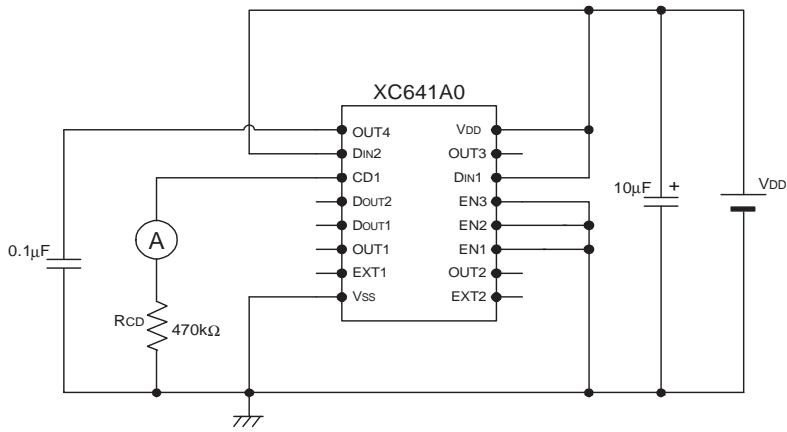 XC641A0
OUT4
DIN2
CD1
DOUT2
DOUT1
OUT1
EXT1
VSS
VDD
OUT3
DIN1
EN3
EN2
EN1
OUT2
EXT2
0.1µF
A
RCD
470kΩ
10µF
+
VDD